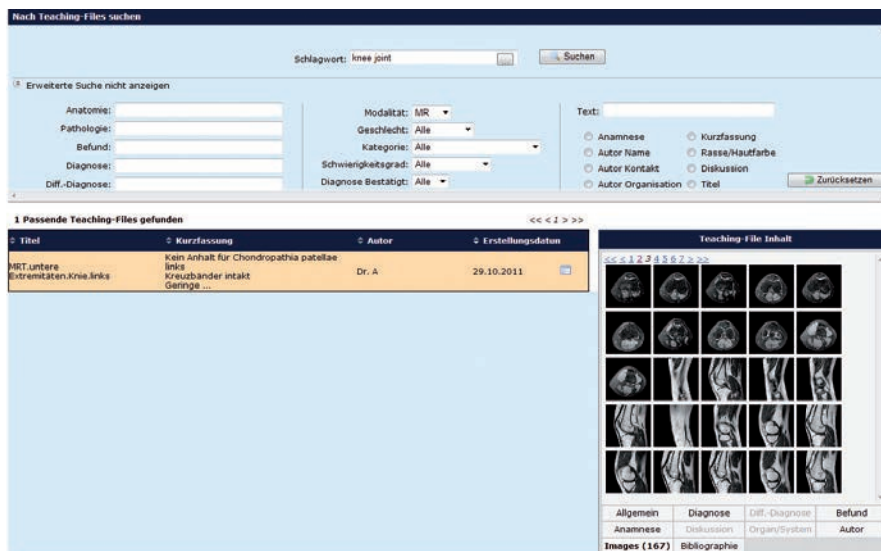 Nach Teaching-Files suchen
Schlagwort: knee joint ... Suchen
Erweiterte Suche nicht anzeigen
Anatomie:
Pathologie:
Befund:
Diagnose:
Diff.-Diagnose:
Modalität: MR
Geschlecht: Alle
Kategorie: Alle
Schwierigkeitsgrad: Alle
Diagnose Bestätigt: Alle
Text:
Anamnese Kurzfassung
Autor Name Rasse/Hautfarbe
Autor Kontakt Diskussion
Autor Organisation Titel
Zurücksetzen
1 Passende Teaching-Files gefunden << < 1 > >>
Titel Kurzfassung Autor Erstellungsdatun
MRT.untere
Extremitäten.Knie.links
Kein Anhalt für Chondropathia patellae
links
Kreuzbänder intakt
Geringe ...
Dr. A
29.10.2011
Teaching-File Inhalt
<< < 1 2 3 4 5 6 7 > >>
Allgemein Diagnose Diff.-Diagnose Befund
Anamnese Diskussion Organ/System Autor
Images (167) Bibliographie